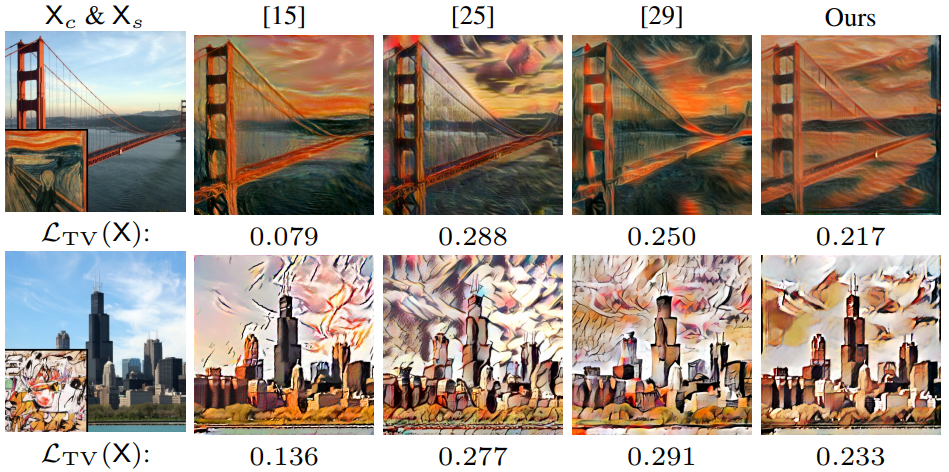 X_c & X_s [15] [25] [29] Ours
ℒ_TV(X): 0.079 0.288 0.250 0.217
ℒ_TV(X): 0.136 0.277 0.291 0.233